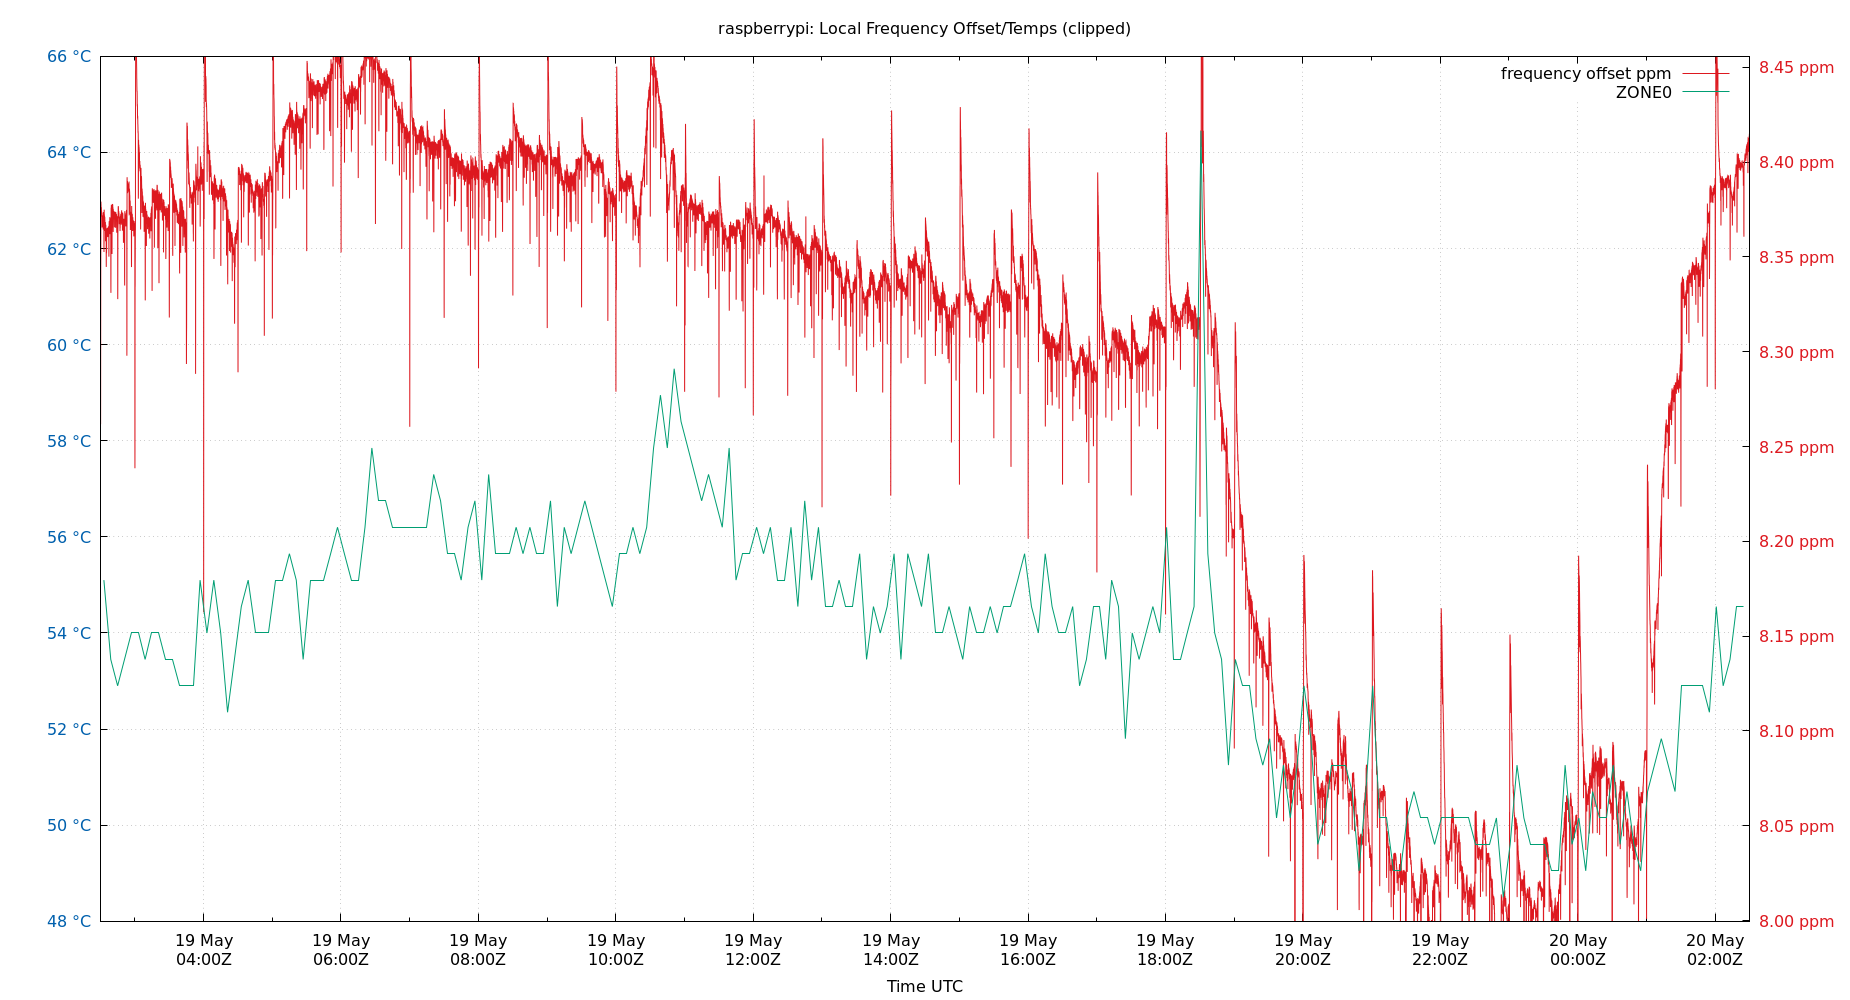 raspberrypi: Local Frequency Offset/Temps (clipped)
frequency offset ppm
ZONE0
66 °C
64 °C
62 °C
60 °C
58 °C
56 °C
54 °C
52 °C
50 °C
48 °C
8.45 ppm
8.40 ppm
8.35 ppm
8.30 ppm
8.25 ppm
8.20 ppm
8.15 ppm
8.10 ppm
8.05 ppm
8.00 ppm
19 May
04:00Z
19 May
06:00Z
19 May
08:00Z
19 May
10:00Z
19 May
12:00Z
19 May
14:00Z
19 May
16:00Z
19 May
18:00Z
19 May
20:00Z
19 May
22:00Z
20 May
00:00Z
20 May
02:00Z
Time UTC